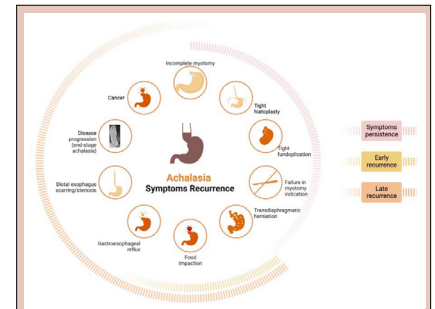 Incomplete myotomy
Cancer
Tight
hiatoplasty
Disease
progression
(end-stage
achalasia)
Tight
fundoplication
Achalasia
Symptoms Recurrence
Distal esophagus
scarring/stenosis
Failure in
myotomy
indication
Transdiaphragmatic
herniation
Gastroesophageal
reflux
Food
impaction
Symptoms
persistence
Early
recurrence
Late
recurrence